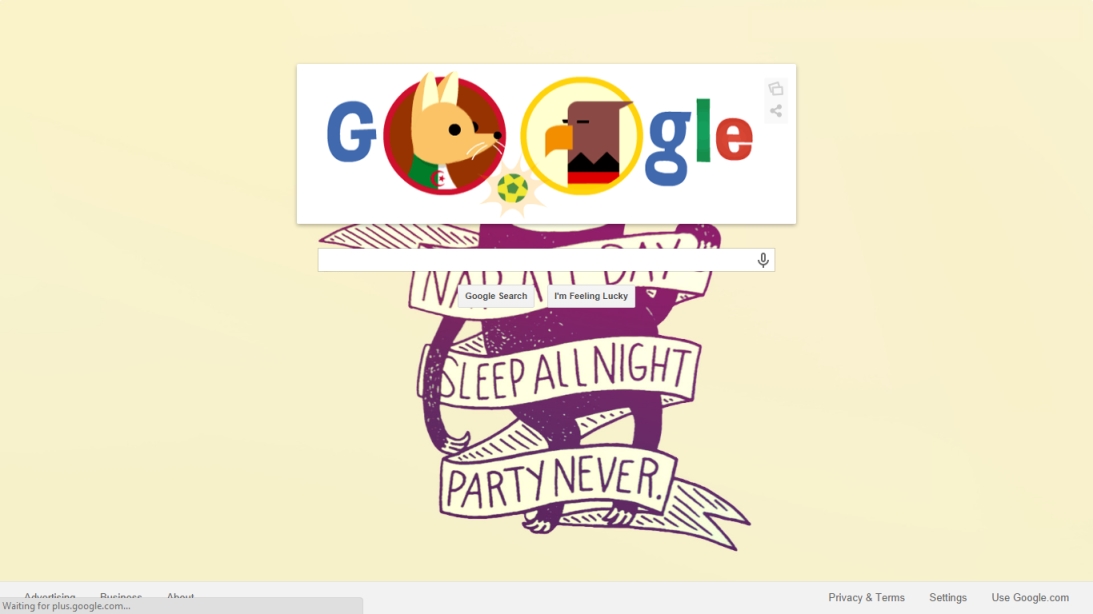 Google
NAP ALL DAY
Google Search I'm Feeling Lucky
SLEEP ALL NIGHT
PARTY NEVER.
Advertising Business About Privacy & Terms Settings Use Google.com
Waiting for plus.google.com...